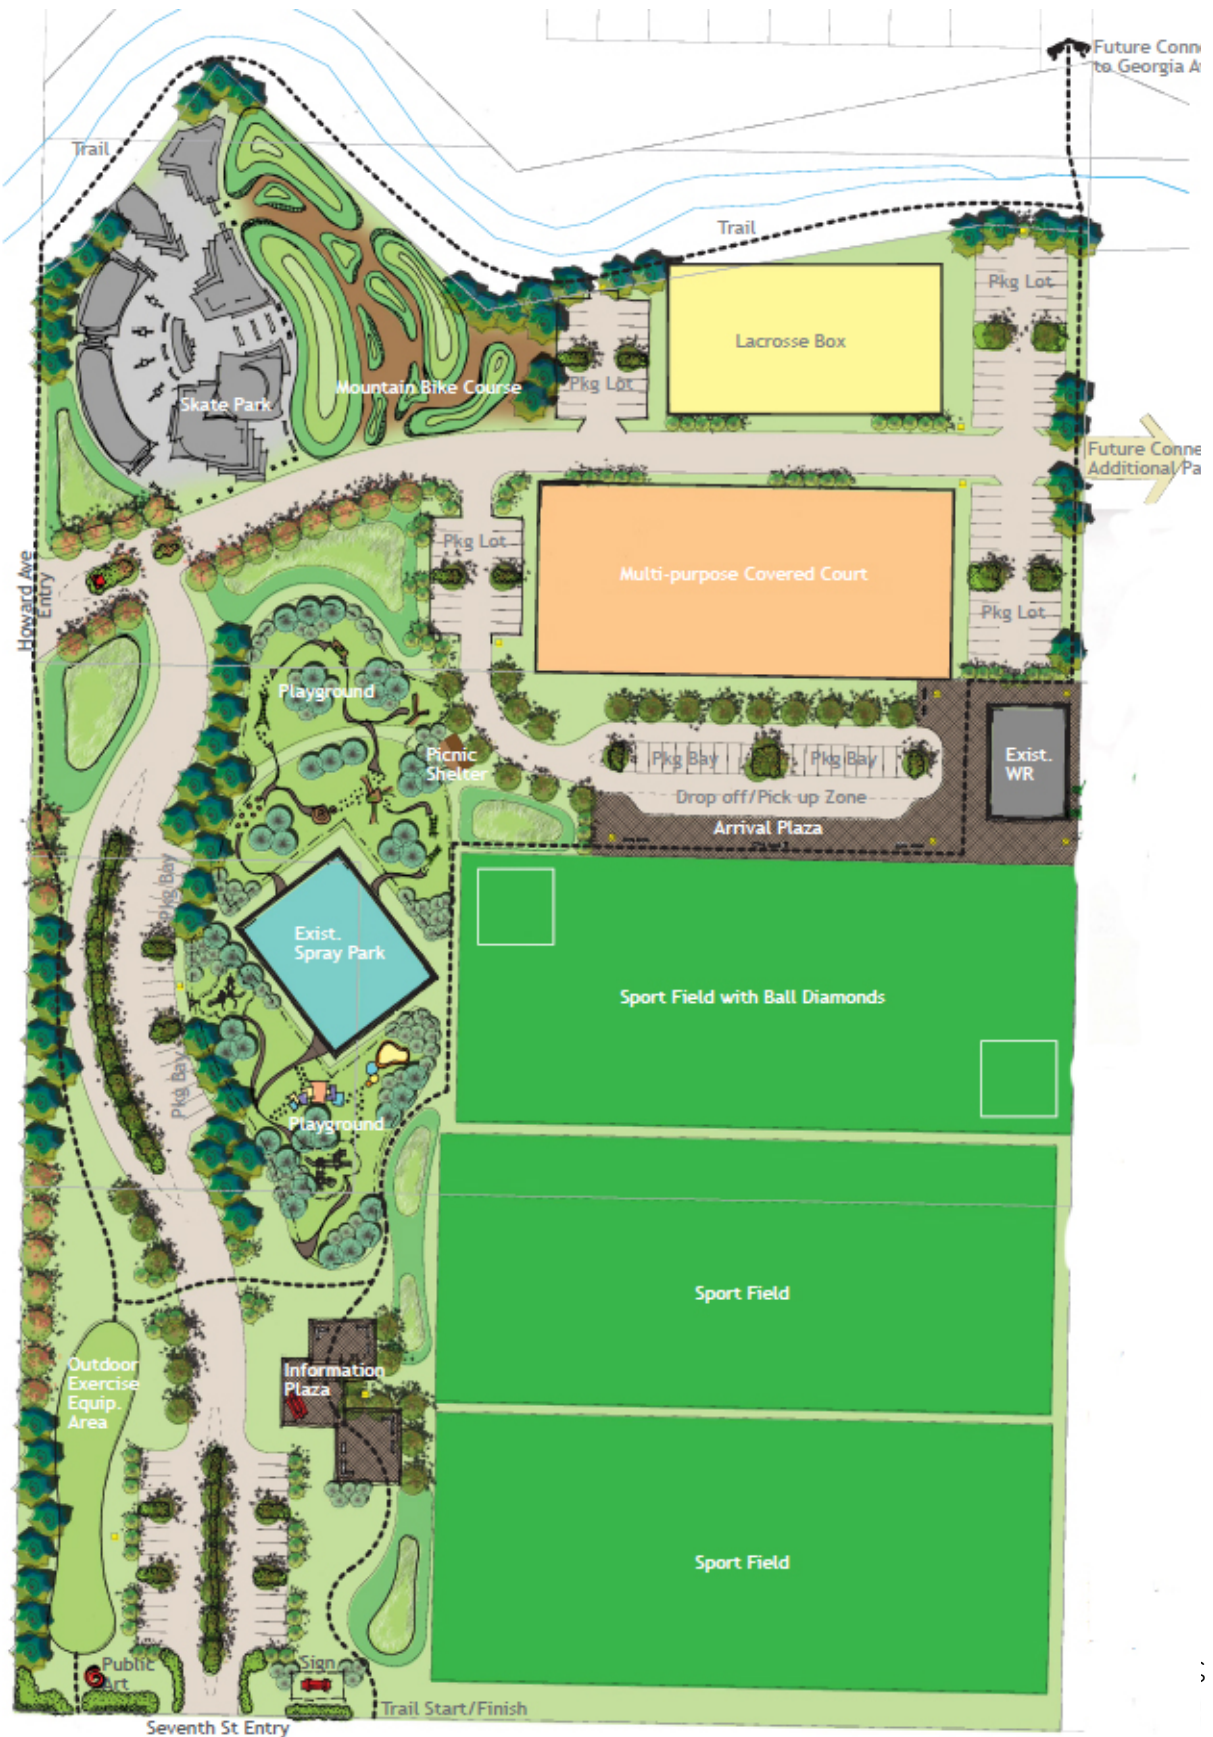 Future Conn
to Georgia A
Trail
Trail
Pkg Lot
Lacrosse Box
Mountain Bike Course
Pkg Lot
Skate Park
Future Conne
Additional Pa
Pkg Lot
Multi-purpose Covered Court
Howard Ave
Entry
Pkg Lot
Playground
Picnic
Shelter
Pkg Bay
Pkg Bay
Exist.
WR
Drop off/Pick up Zone
Arrival Plaza
Pkg Bay
Exist.
Spray Park
Sport Field with Ball Diamonds
Pkg Bay
Playground
Sport Field
Outdoor
Exercise
Equip.
Area
Information
Plaza
Sport Field
Public
Art
Sign
Trail Start/Finish
Seventh St Entry